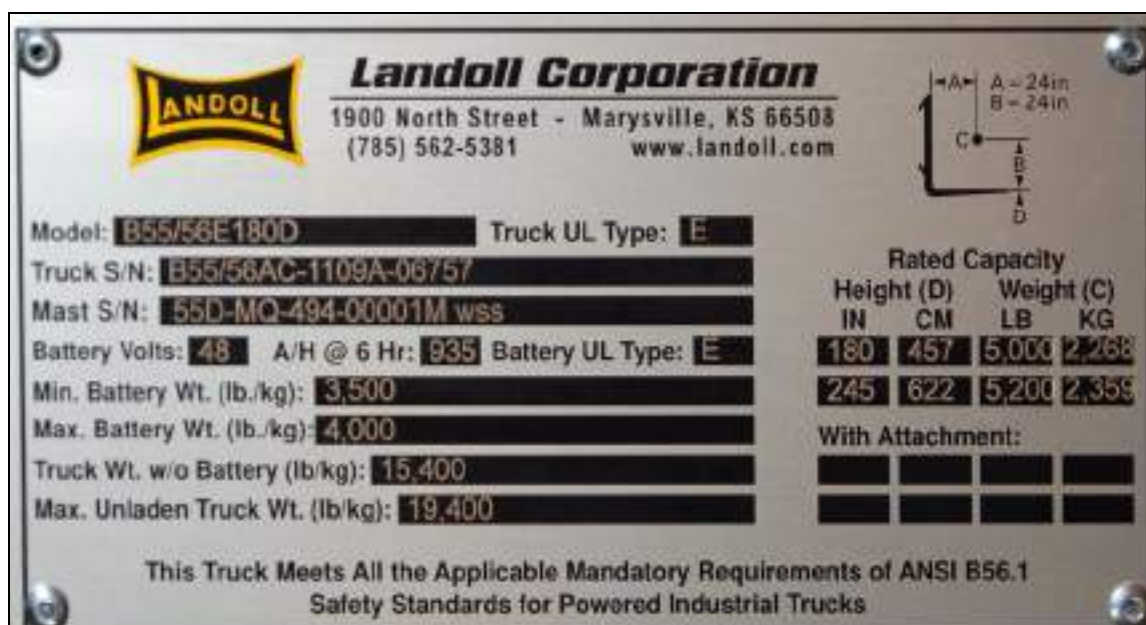 LANDOLL
Landoll Corporation
1900 North Street - Marysville, KS 66508
(785) 562-5381 www.landoll.com
A A = 24in
B = 24in
C
B
D
Model: B55/56E180D Truck UL Type: E
Truck S/N: B55/56AC-1109A-06757
Mast S/N: 55D-MQ-494-00001M wss
Battery Volts: 48 A/H @ 6 Hr: 935 Battery UL Type: E
Min. Battery Wt. (lb./kg): 3,500
Max. Battery Wt. (lb./kg): 4,000
Truck Wt. w/o Battery (lb/kg): 15,400
Max. Unladen Truck Wt. (lb/kg): 19,400
Rated Capacity
Height (D) Weight (C)
IN CM LB KG
180 457 5,000 2,268
245 622 5,200 2,359
With Attachment:
This Truck Meets All the Applicable Mandatory Requirements of ANSI B56.1
Safety Standards for Powered Industrial Trucks